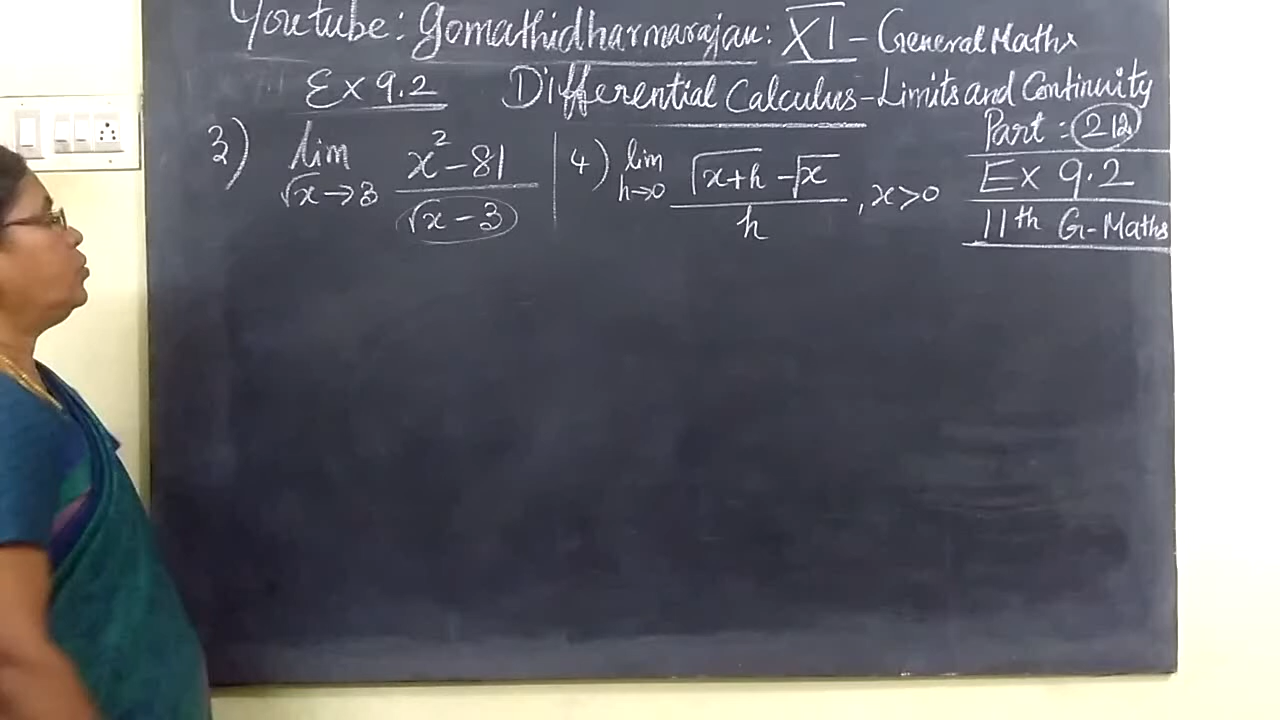 Youtube: gomathidharmarajan: XI - General Maths
Ex 9.2 Differential Calculus - Limits and Continuity
Part : 212
Ex 9.2
11th G-Maths
3) lim √x→3 x²-81 / √x-3
4) lim h→0 √x+h - √x / h , x>0